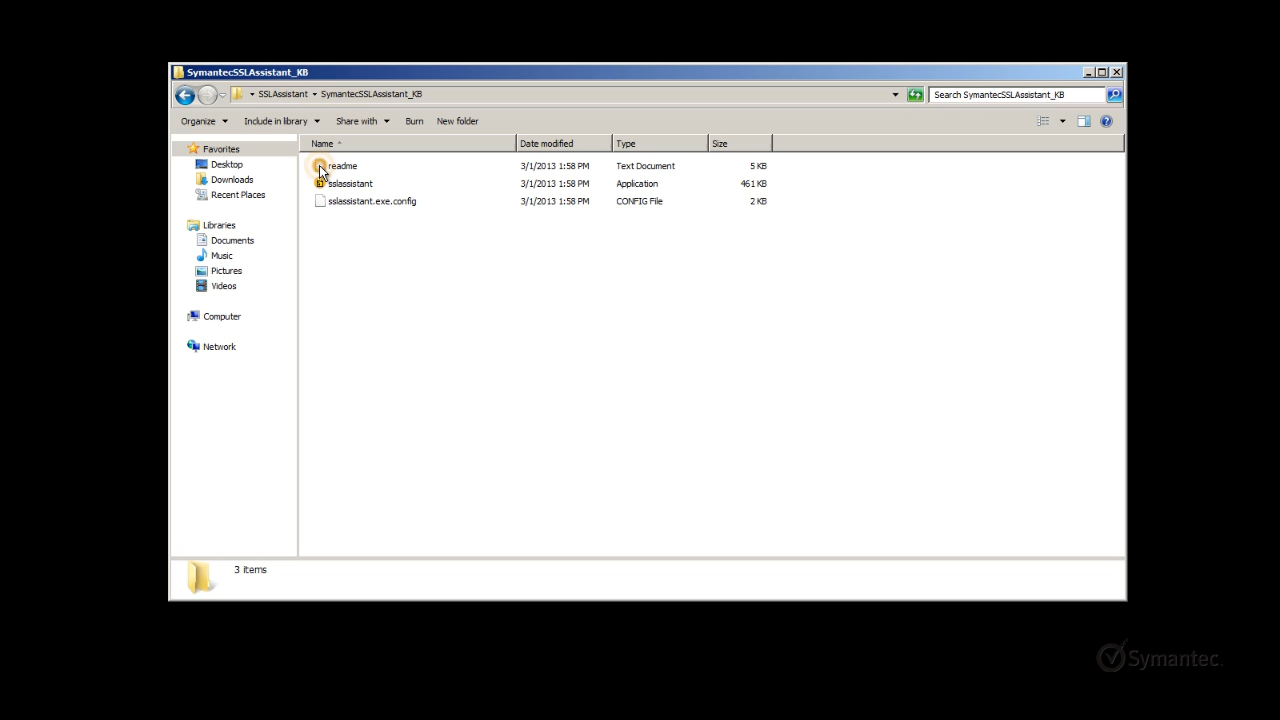 SymantecSSLAssistant_KB
SSLAssistant SymantecSSLAssistant_KB Search SymantecSSLAssistant_KB
Organize Include in library Share with Burn New folder
Name Date modified Type Size
Favorites
Desktop
Downloads
Recent Places
Libraries
Documents
Music
Pictures
Videos
Computer
Network
readme 3/1/2013 1:58 PM Text Document 5 KB
sslassistant 3/1/2013 1:58 PM Application 461 KB
sslassistant.exe.config 3/1/2013 1:58 PM CONFIG File 2 KB
3 items
Symantec.